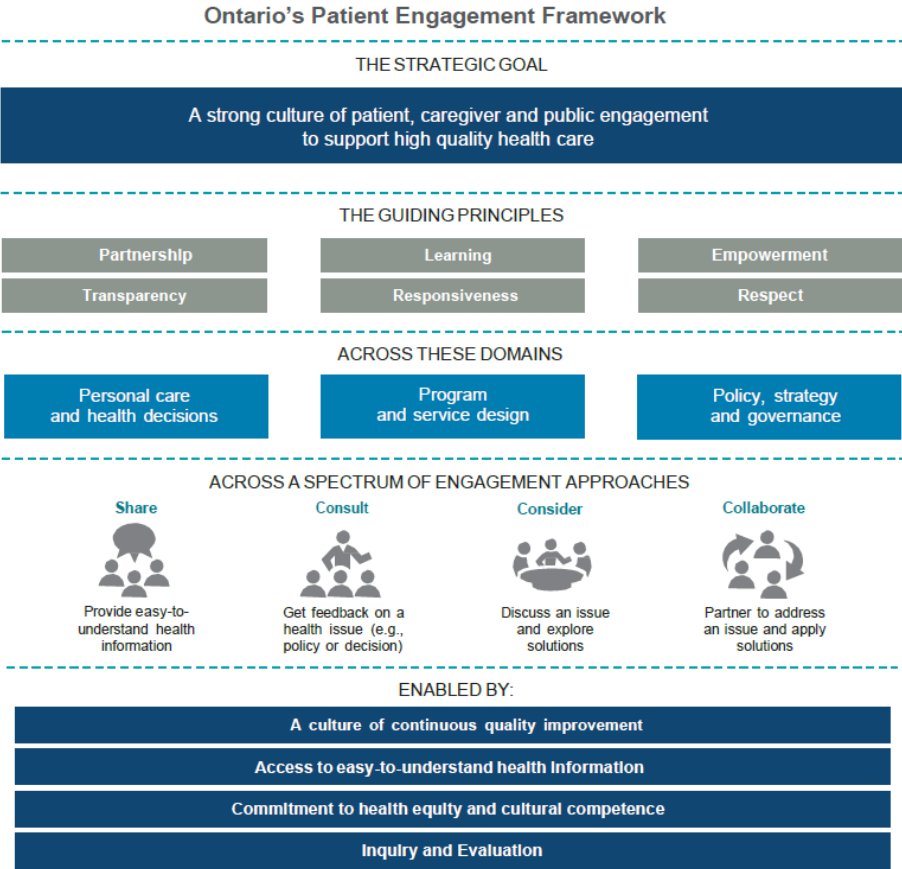 Ontario's Patient Engagement Framework
THE STRATEGIC GOAL
A strong culture of patient, caregiver and public engagement
to support high quality health care
THE GUIDING PRINCIPLES
Partnership
Learning
Empowerment
Transparency
Responsiveness
Respect
ACROSS THESE DOMAINS
Personal care
and health decisions
Program
and service design
Policy, strategy
and governance
ACROSS A SPECTRUM OF ENGAGEMENT APPROACHES
Share
Provide easy-to-
understand health
information
Consult
Get feedback on a
health issue (e.g.,
policy or decision)
Consider
Discuss an issue
and explore
solutions
Collaborate
Partner to address
an issue and apply
solutions
ENABLED BY:
A culture of continuous quality improvement
Access to easy-to-understand health information
Commitment to health equity and cultural competence
Inquiry and Evaluation